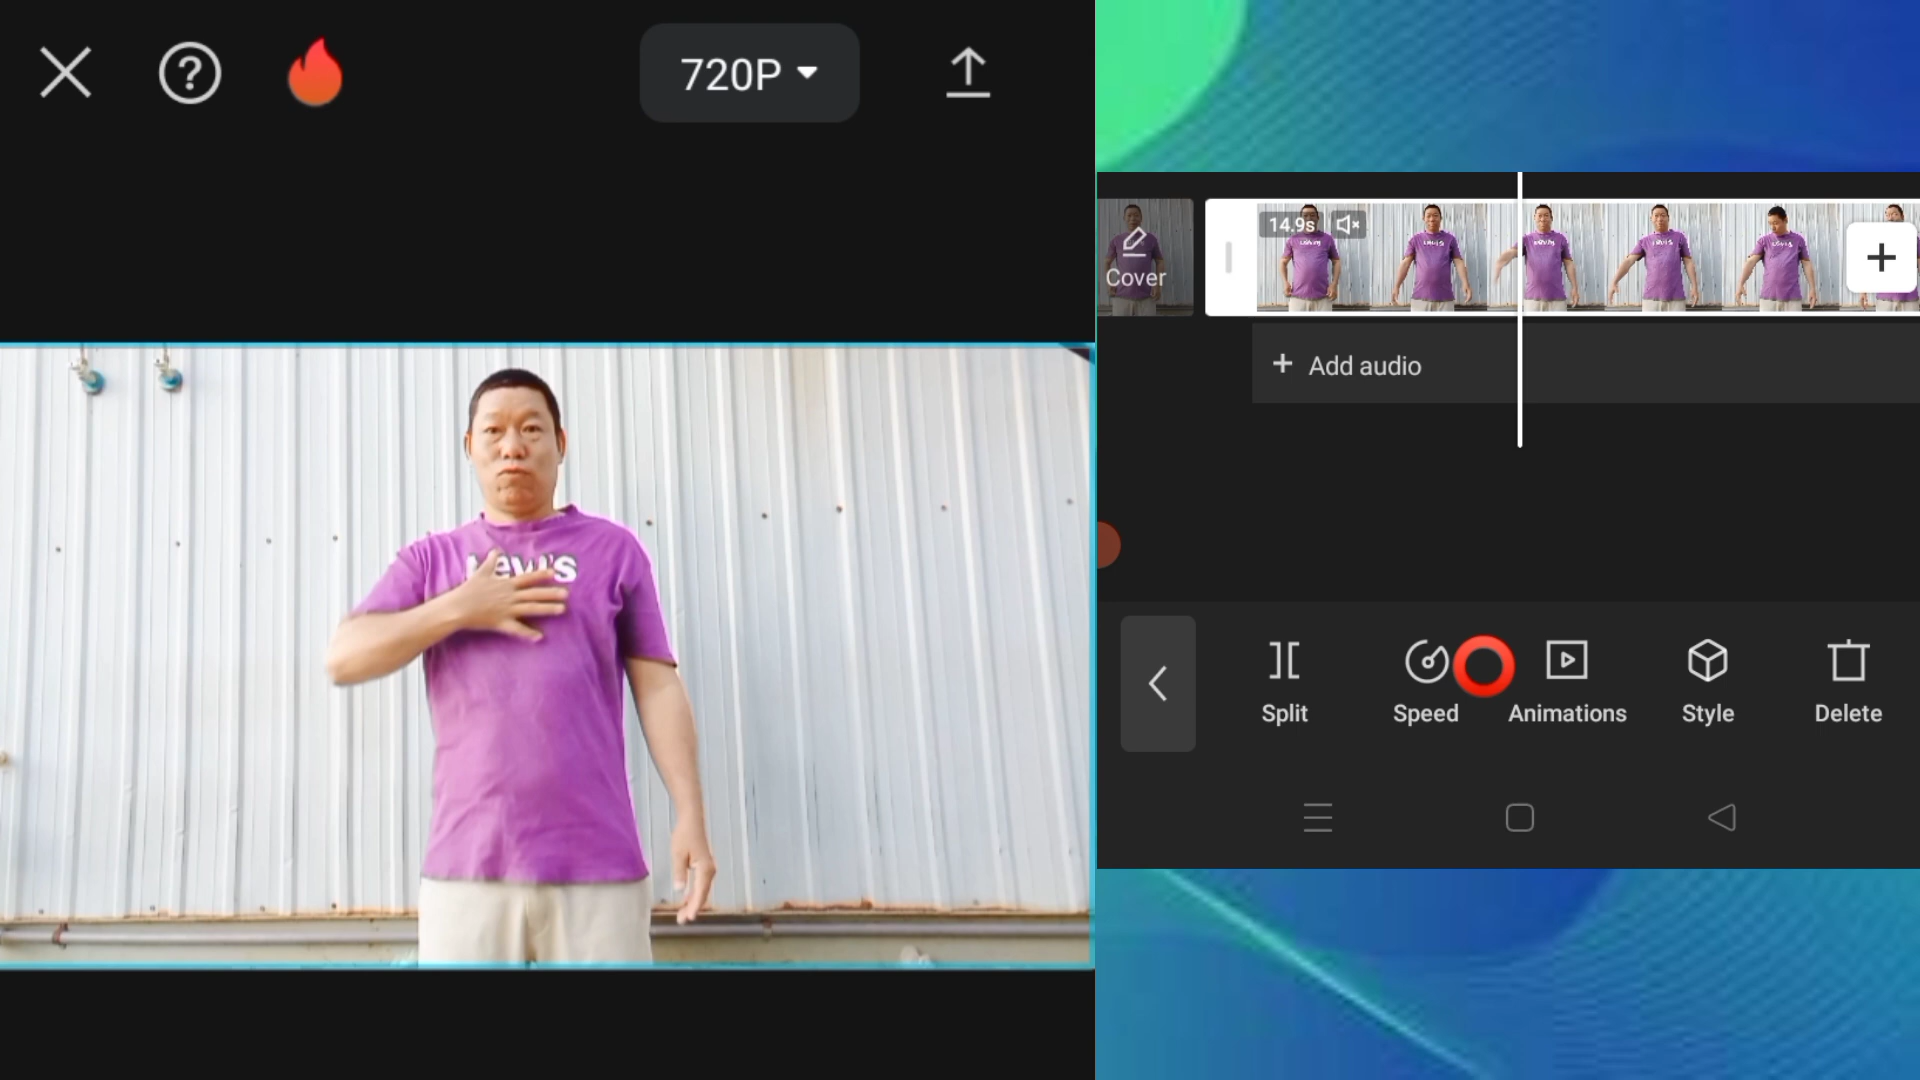 720P
Levi's
14.9s
Cover
Add audio
Split
Speed
Animations
Style
Delete